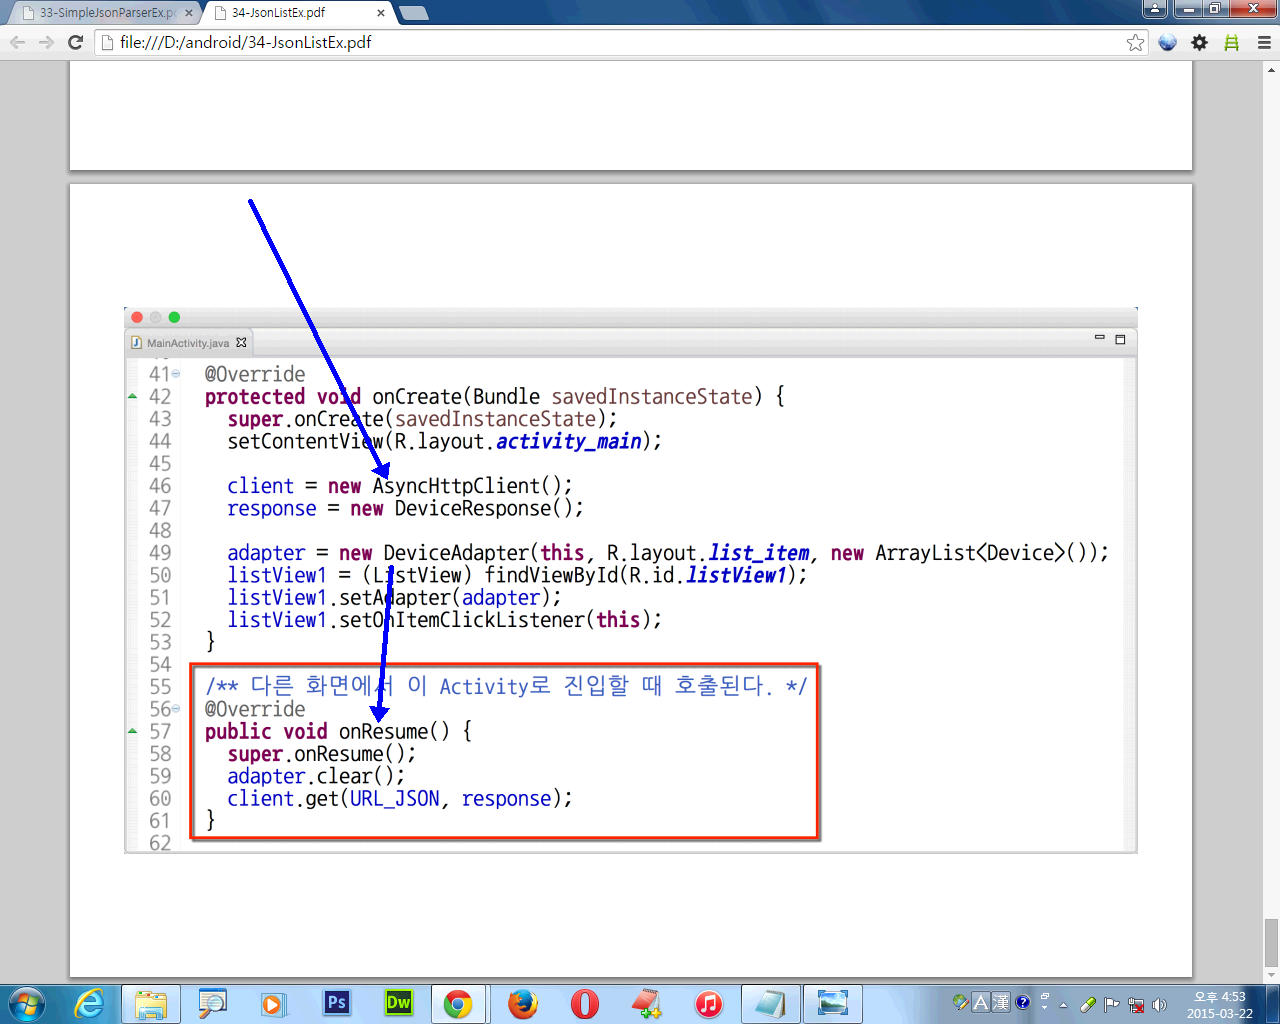 33-SimpleJsonParserEx.pd
34-JsonListEx.pdf
file:///D:/android/34-JsonListEx.pdf
MainActivity.java
41 @Override
42 protected void onCreate(Bundle savedInstanceState) {
43 super.onCreate(savedInstanceState);
44 setContentView(R.layout.activity_main);
45
46 client = new AsyncHttpClient();
47 response = new DeviceResponse();
48
49 adapter = new DeviceAdapter(this, R.layout.list_item, new ArrayList<Device>());
50 listView1 = (ListView) findViewById(R.id.listView1);
51 listView1.setAdapter(adapter);
52 listView1.setOnItemClickListener(this);
53 }
54
55 /** 다른 화면에서 이 Activity로 진입할 때 호출된다. */
56 @Override
57 public void onResume() {
58 super.onResume();
59 adapter.clear();
60 client.get(URL_JSON, response);
61 }
62
Ps
Dw
A 漢
오후 4:53
2015-03-22